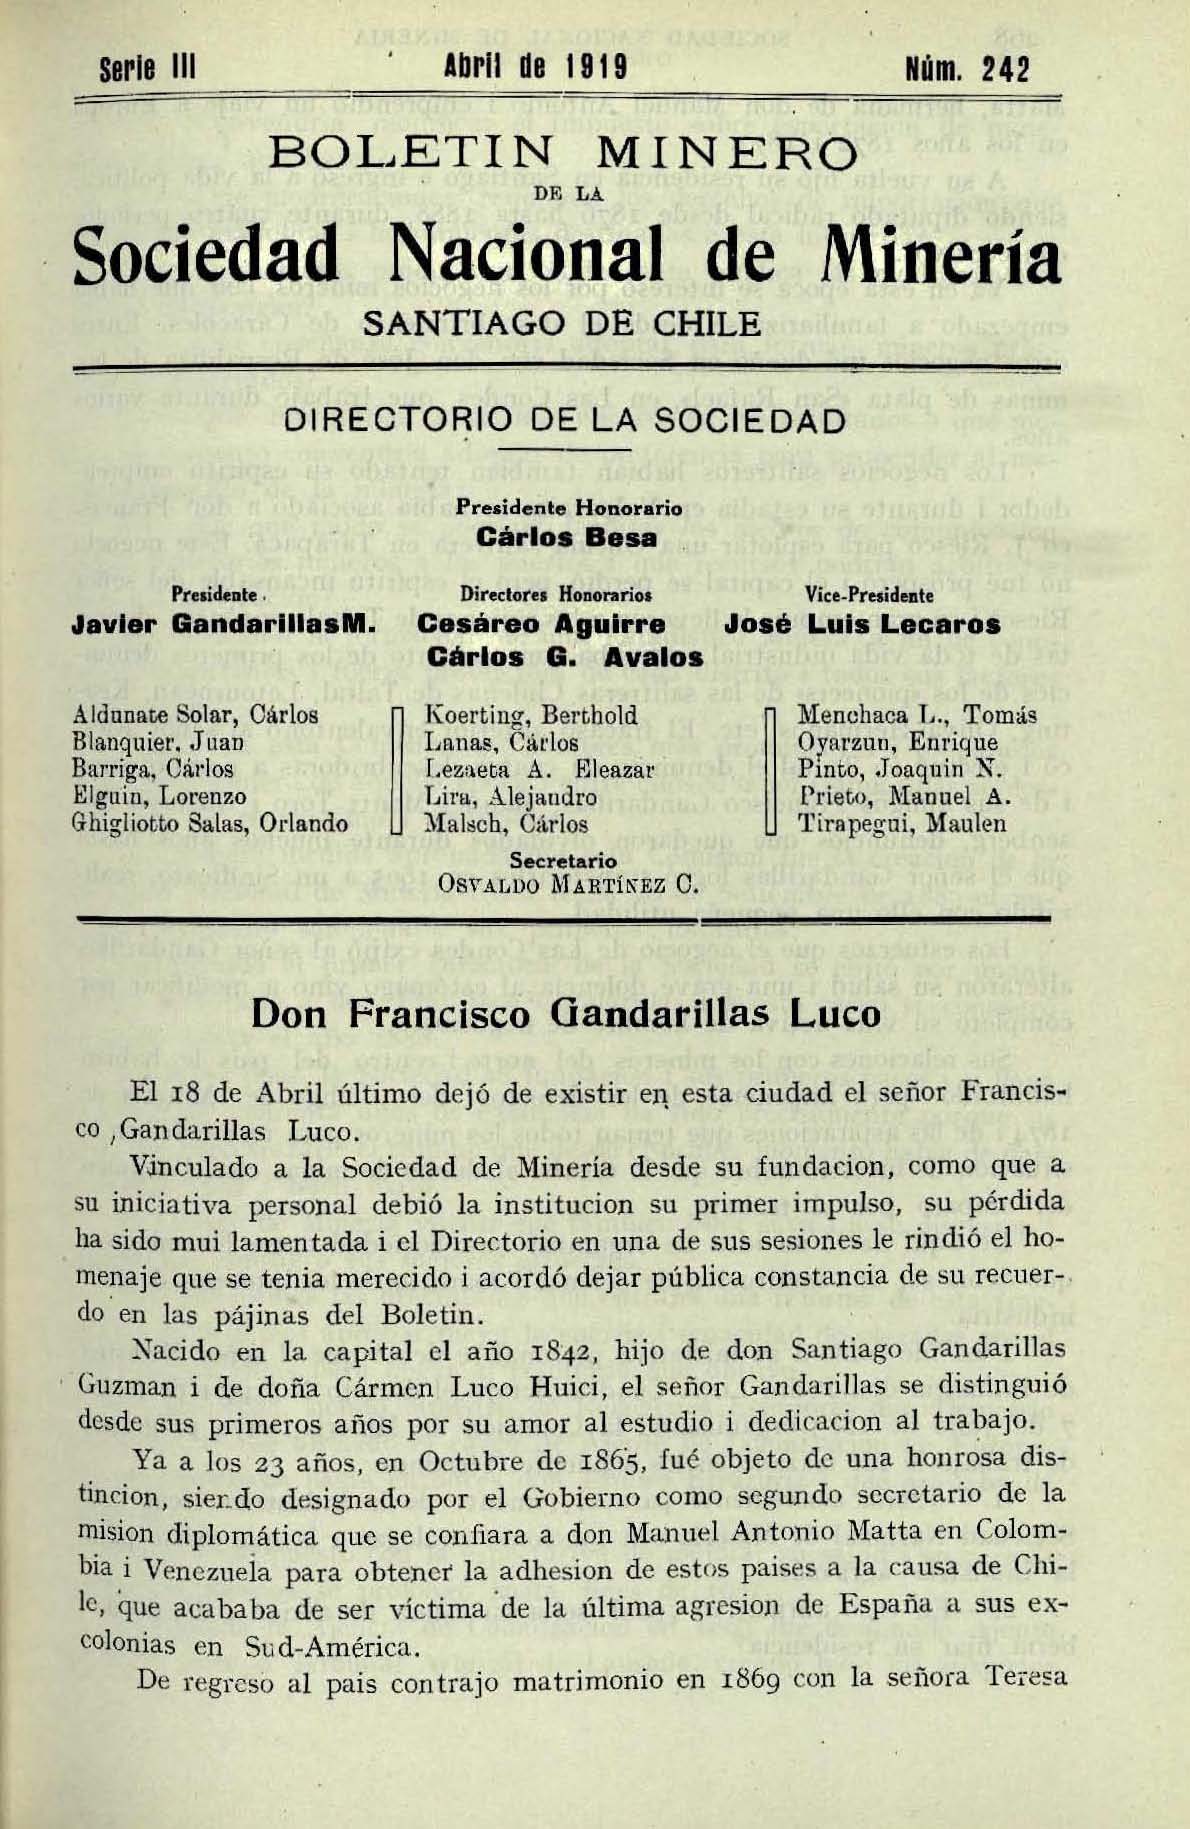 Serie III Abril de 1919 Núm. 242
BOLETIN MINERO
DE LA
Sociedad Nacional de Minería
SANTIAGO DE CHILE
DIRECTORIO DE LA SOCIEDAD
Presidente Honorario
Cárlos Besa
Presidente Directores Honorarios Vice-Presidente
Javier Gandarillas M. Cesáreo Aguirre José Luis Lecaros
Cárlos G. Avalos
Aldunate Solar, Cárlos
Blanquier, Juan
Barriga, Cárlos
Elguin, Lorenzo
Ghigliotto Salas, Orlando
Koerting, Berthold
Lanas, Cárlos
Lezaeta A. Eleazar
Lira, Alejandro
Malsch, Cárlos
Menchaca L., Tomás
Oyarzun, Enrique
Pinto, Joaquin N.
Prieto, Manuel A.
Tirapegui, Maulen
Secretario
OSVALDO MARTÍNEZ C.
Don Francisco Gandarillas Luco
El 18 de Abril último dejó de existir en esta ciudad el señor Francis-
co Gandarillas Luco.
Vinculado a la Sociedad de Minería desde su fundacion, como que a
su iniciativa personal debió la institucion su primer impulso, su pérdida
ha sido mui lamentada i el Directorio en una de sus sesiones le rindió el ho-
menaje que se tenia merecido i acordó dejar pública constancia de su recuer-
do en las pájinas del Boletin.
Nacido en la capital el año 1842, hijo de don Santiago Gandarillas
Guzman i de doña Cármen Luco Huici, el señor Gandarillas se distinguió
desde sus primeros años por su amor al estudio i dedicacion al trabajo.
Ya a los 23 años, en Octubre de 1865, fué objeto de una honrosa dis-
tincion, siendo designado por el Gobierno como segundo secretario de la
mision diplomática que se confiara a don Manuel Antonio Matta en Colom-
bia i Venezuela para obtener la adhesion de estos paises a la causa de Chi-
le, que acababa de ser víctima de la última agresion de España a sus ex-
colonias en Sud-América.
De regreso al pais contrajo matrimonio en 1869 con la señora Teresa